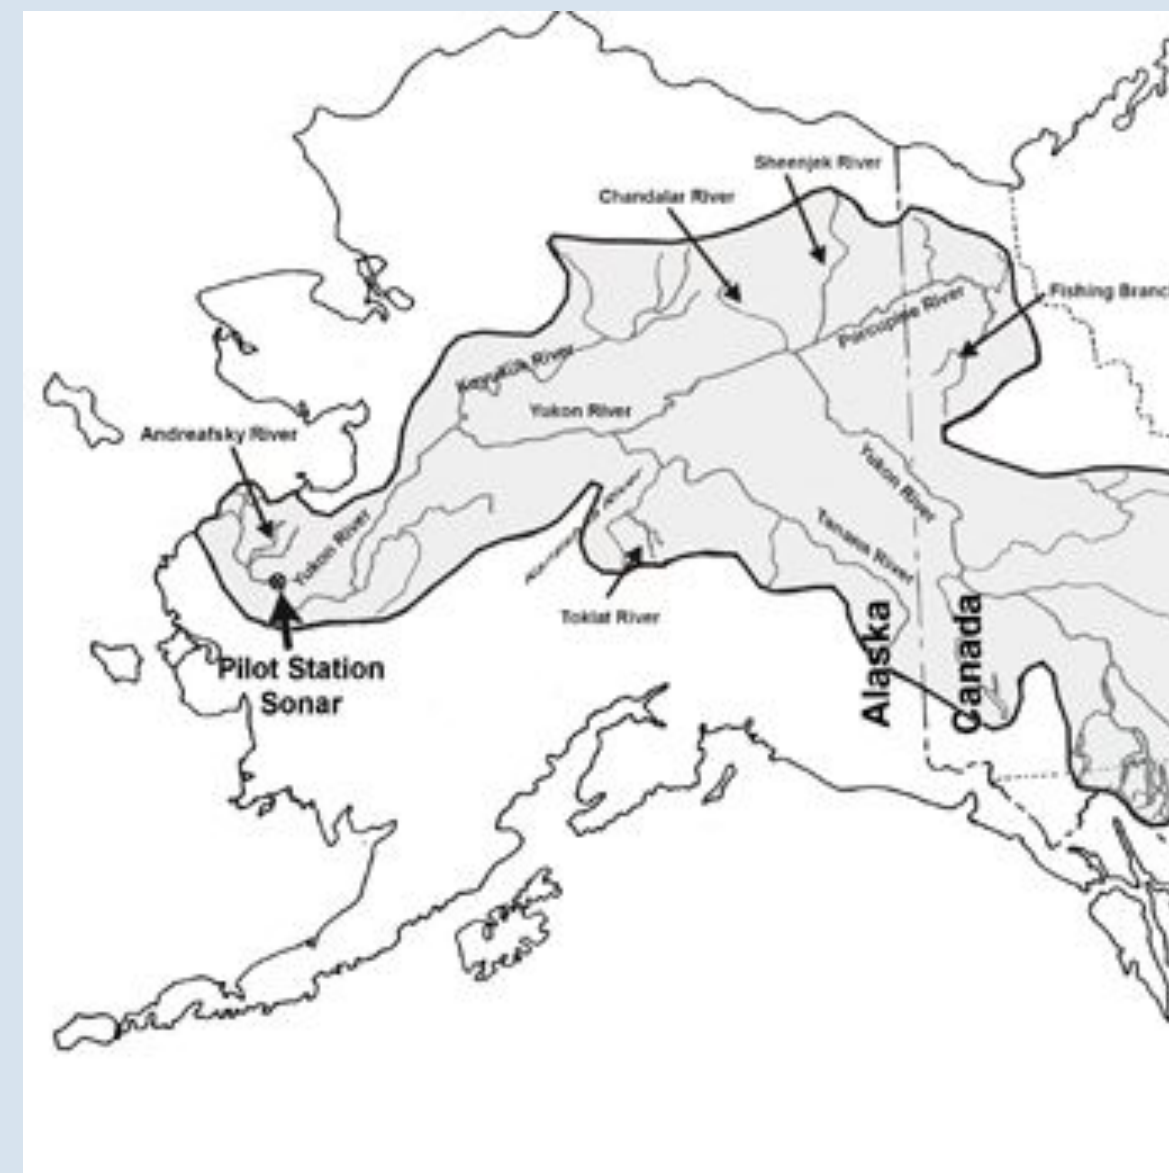 Sheenjek River
Chandalar River
Fishing Branc
Porcupine River
Koyukuk River
Yukon River
Andreafsky River
Yukon River
Yukon River
Tanana River
Toklat River
Alaska
Canada
Pilot Station
Sonar